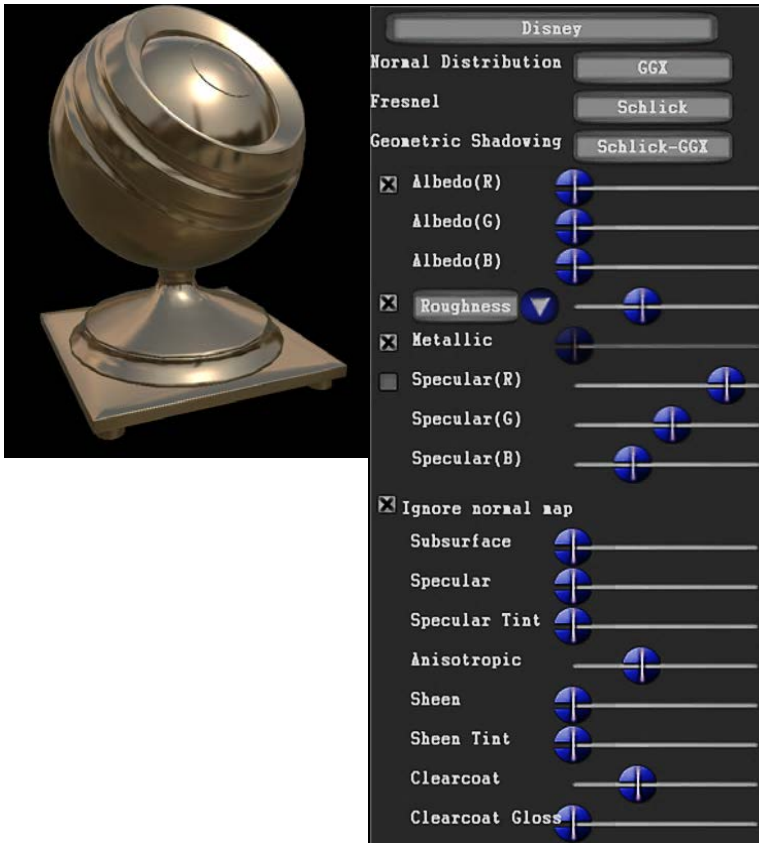 Disney
Normal Distribution GGX
Fresnel Schlick
Geometric Shadowing Schlick-GGX
Albedo(R)
Albedo(G)
Albedo(B)
Roughness
Metallic
Specular(R)
Specular(G)
Specular(B)
Ignore normal map
Subsurface
Specular
Specular Tint
Anisotropic
Sheen
Sheen Tint
Clearcoat
Clearcoat Gloss